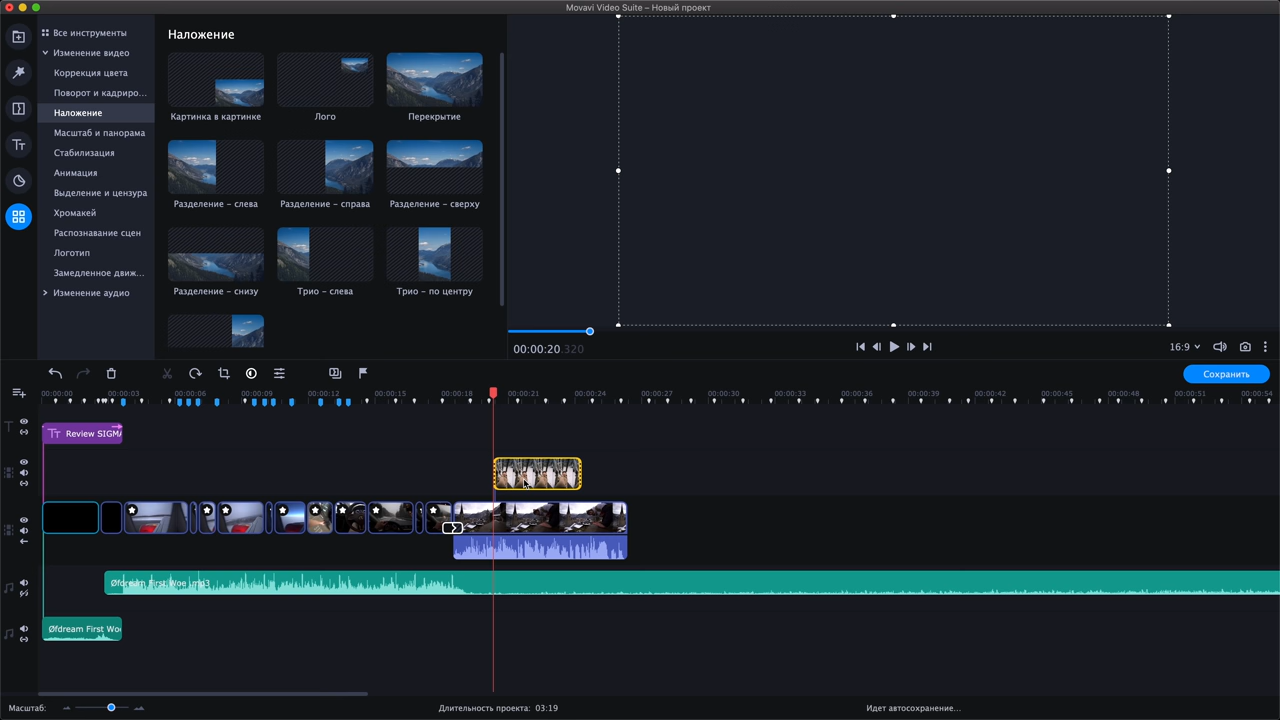 Movavi Video Suite – Новый проект
Все инструменты
Изменение видео
Коррекция цвета
Поворот и кадриро...
Наложение
Масштаб и панорама
Стабилизация
Анимация
Выделение и цензура
Хромакей
Распознавание сцен
Логотип
Замедленное движ...
Изменение аудио
Наложение
Картинка в картинке
Лого
Перекрытие
Разделение – слева
Разделение – справа
Разделение – сверху
Разделение – снизу
Трио – слева
Трио – по центру
00:00:20.320
16:9
Сохранить
00:00:00 00:00:03 00:00:06 00:00:09 00:00:12 00:00:15 00:00:18 00:00:21 00:00:24 00:00:27 00:00:30 00:00:33 00:00:36 00:00:39 00:00:42 00:00:45 00:00:48 00:00:51 00:00:54
Review SIGMA
Øfdream First Woe .mp3
Øfdream First Wo
Масштаб:
Длительность проекта: 03:19
Идет автосохранение...